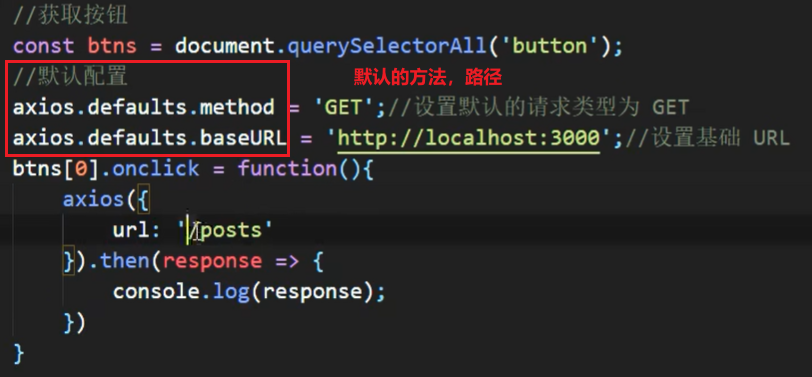 //获取按钮
const btns = document.querySelectorAll('button');
//默认配置
默认的方法，路径
axios.defaults.method = 'GET';//设置默认的请求类型为 GET
axios.defaults.baseURL = 'http://localhost:3000';//设置基础 URL
btns[0].onclick = function(){
axios({
url: '/posts'
}).then(response => {
console.log(response);
})
}